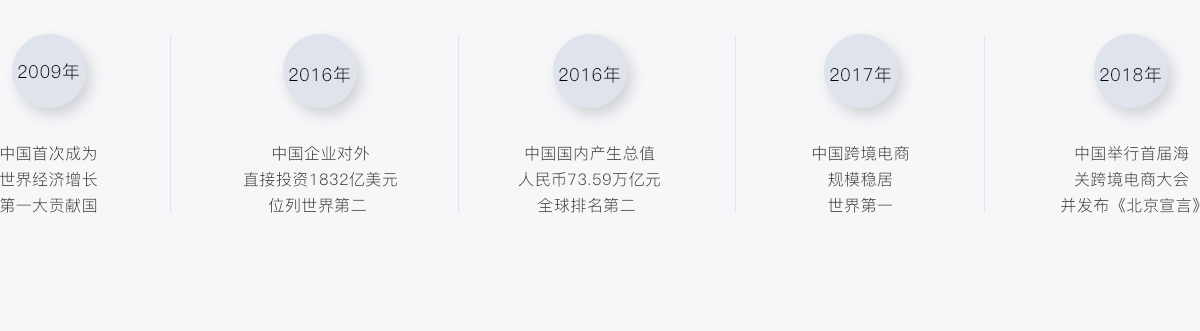 2009年
中国首次成为
世界经济增长
第一大贡献国
2016年
中国企业对外
直接投资1832亿美元
位列世界第二
2016年
中国国内产生总值
人民币73.59万亿元
全球排名第二
2017年
中国跨境电商
规模稳居
世界第一
2018年
中国举行首届海
关跨境电商大会
并发布《北京宣言》